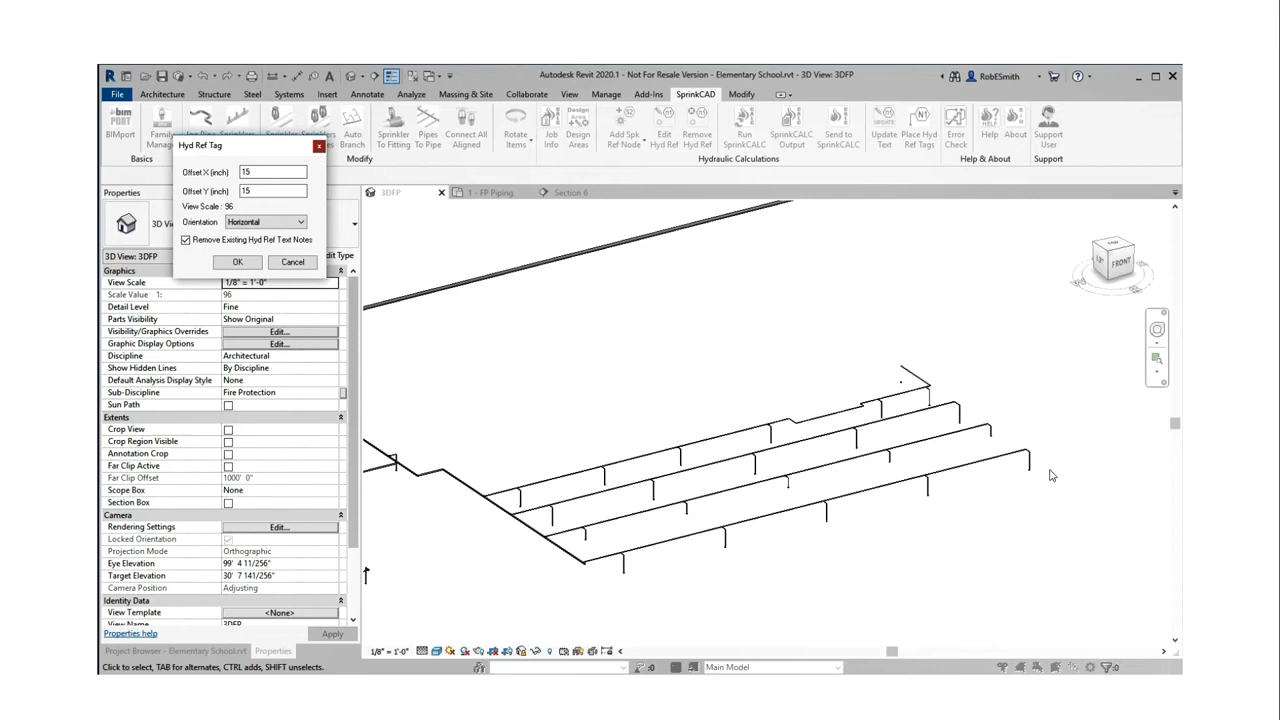 Autodesk Revit 2020.1 - Not For Resale Version - Elementary School.rvt - 3D View: 3DFP
RobESmith
File Architecture Structure Steel Systems Insert Annotate Analyze Massing & Site Collaborate View Manage Add-Ins SprinkCAD Modify
BIMport
Auto Branch
Sprinkler To Fitting
Pipes To Pipe
Connect All Aligned
Rotate Items
Job Info
Design Areas
Add Spk Ref Node
Edit Hyd Ref
Remove Hyd Ref
Run SprinkCALC
SprinkCALC Output
Send to SprinkCALC
Update Text
Place Hyd Ref Tags
Error Check
Help
About
Support User
Basics
Modify
Hydraulic Calculations
Help & About
Support
Hyd Ref Tag
Offset X (inch) 15
Offset Y (inch) 15
View Scale : 96
Orientation Horizontal
Remove Existing Hyd Ref Text Notes
OK Cancel
Properties
3DFP
1 - FP Piping
Section 6
3D View: 3DFP
Graphics
View Scale 1/8" = 1'-0"
Scale Value 1: 96
Detail Level Fine
Parts Visibility Show Original
Visibility/Graphics Overrides Edit...
Graphic Display Options Edit...
Discipline Architectural
Show Hidden Lines By Discipline
Default Analysis Display Style None
Sub-Discipline Fire Protection
Sun Path
Extents
Crop View
Crop Region Visible
Annotation Crop
Far Clip Active
Far Clip Offset 1000' 0"
Scope Box None
Section Box
Camera
Rendering Settings Edit...
Locked Orientation
Projection Mode Orthographic
Eye Elevation 99' 4 11/256"
Target Elevation 30' 7 141/256"
Camera Position Adjusting
Identity Data
View Template <None>
View Name 3DFP
Properties help Apply
Project Browser - Elementary School.rvt Properties
1/8" = 1'-0"
Click to select, TAB for alternates, CTRL adds, SHIFT unselects.
:0
Main Model
:0
FRONT